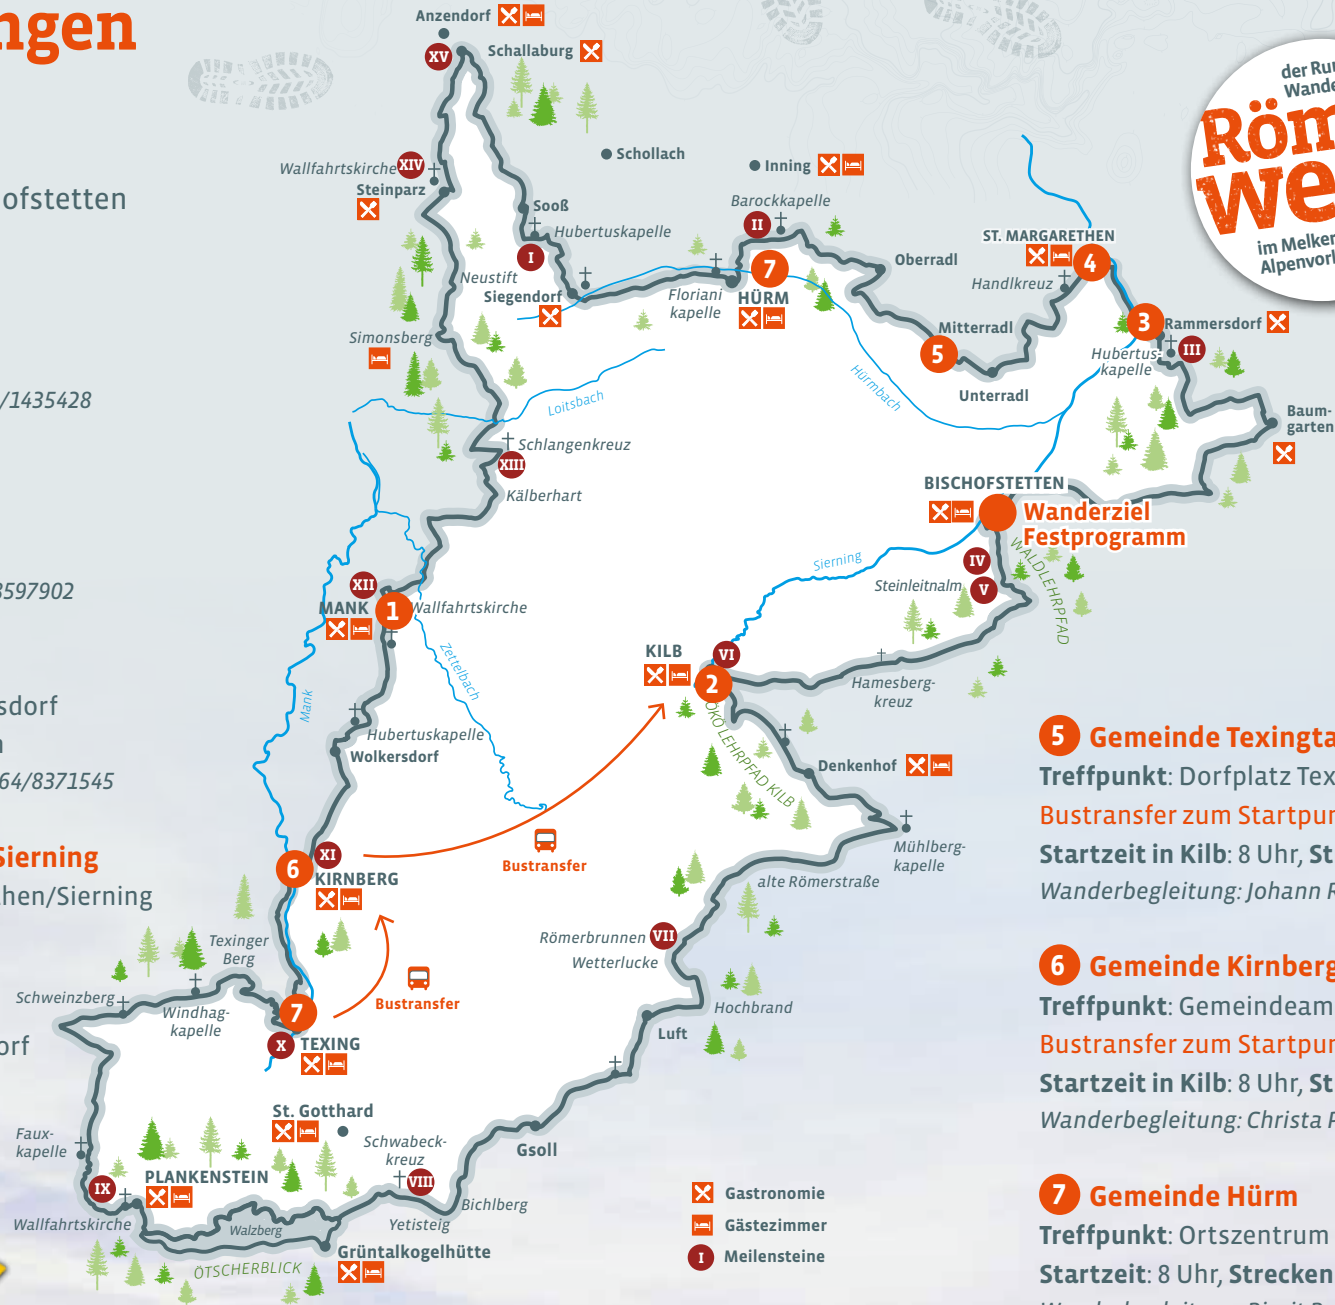 ngen
ofstetten
/1435428
3597902
sdorf
64/8371545
Sierning
hen/Sierning
orf
Anzendorf
XV
Schallaburg
Schollach
Wallfahrtskirche
XIV
Steinparz
Sooß
Hubertuskapelle
I
Neustift
Siegendorf
Simonsberg
Inning
Barockkapelle
II
7
HÜRM
Floriani
kapelle
Oberradl
ST. MARGARETHEN
4
Handkreuz
Mitterradl
5
Unterradl
3
Rammersdorf
Hubertus-
kapelle
III
Baum-
garten
Hürmbach
Loitsbach
Schlangenkreuz
XIII
Kälberhart
BISCHOFSTETTEN
Wanderziel
Festprogramm
WALDLEHRPFAD
Sierning
IV
Steinleitnalm
V
XII
MANK
1
Wallfahrtskirche
Zettelbach
Mank
KILB
VI
2
Hamesberg-
kreuz
ÖKOLEHRPFAD KILB
Denkenhof
Hubertuskapelle
Wolkersdorf
Mühlberg-
kapelle
alte Römerstraße
6
XI
KIRNBERG
Bustransfer
Römerbrunnen
VII
Wetterlucke
Texinger
Berg
Schweinzberg
Windhag-
kapelle
7
Bustransfer
X
TEXING
Hochbrand
Luft
St. Gotthard
Faux-
kapelle
Schwabeck-
kreuz
VIII
Gsoll
PLANKENSTEIN
IX
Wallfahrtskirche
Walzberg
Yetisteig
Bichlberg
Grüntalkogelhütte
ÖTSCHERBLICK
Gastronomie
Gästezimmer
I Meilensteine
der Ru
Wande
Röm
we
im Melker
Alpenvor
5 Gemeinde Texingta
Treffpunkt: Dorfplatz Tex
Bustransfer zum Startpun
Startzeit in Kilb: 8 Uhr, St
Wanderbegleitung: Johann R
6 Gemeinde Kirnberg
Treffpunkt: Gemeindeam
Bustransfer zum Startpun
Startzeit in Kilb: 8 Uhr, St
Wanderbegleitung: Christa P
7 Gemeinde Hürm
Treffpunkt: Ortszentrum
Startzeit: 8 Uhr, Strecken